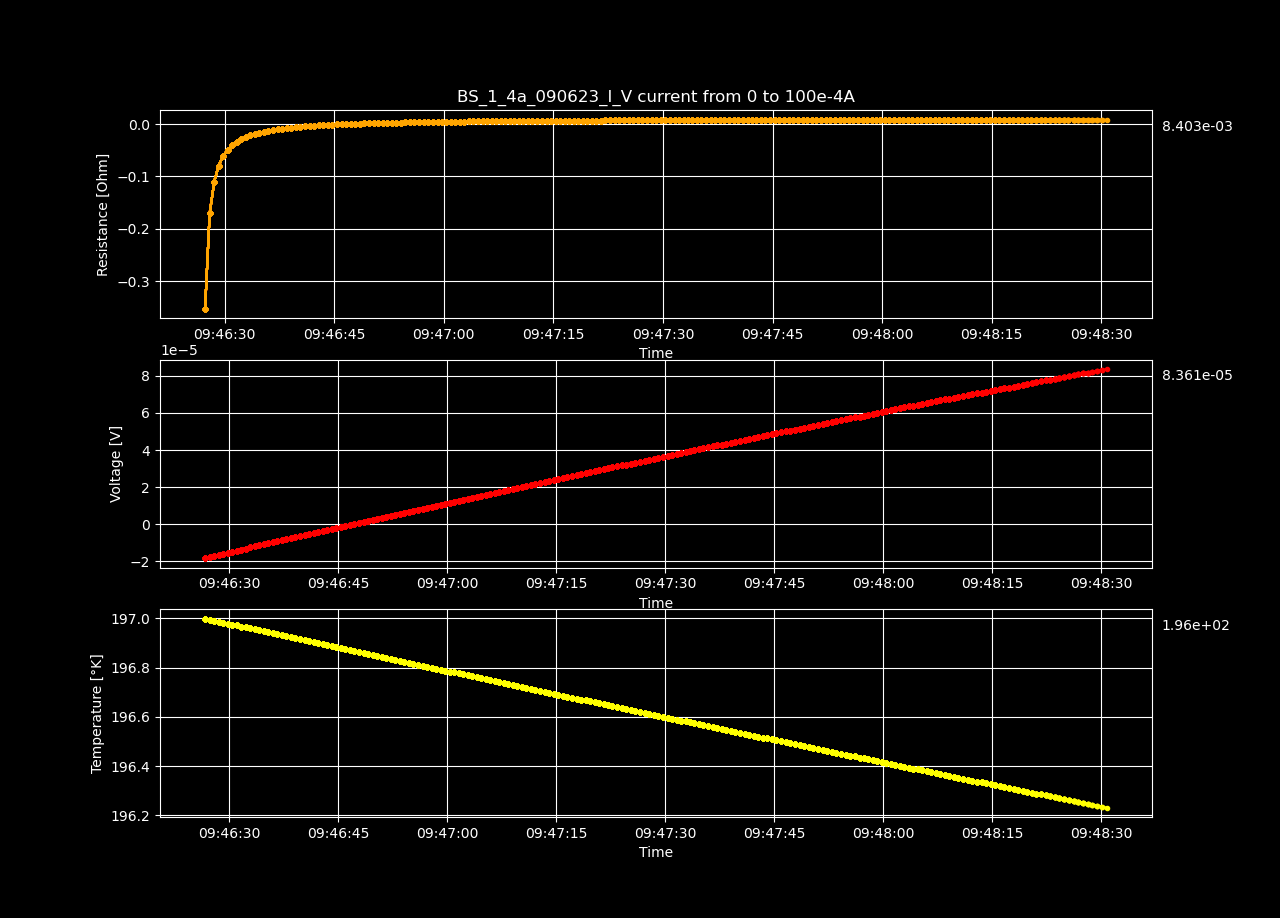 BS_1_4a_090623_I_V current from 0 to 100e-4A
0.0
−0.1
−0.2
−0.3
Resistance [Ohm]
8.403e-03
09:46:30 09:46:45 09:47:00 09:47:15 09:47:30 09:47:45 09:48:00 09:48:15 09:48:30
Time
1e−5
8
6
4
2
0
−2
Voltage [V]
8.361e-05
09:46:30 09:46:45 09:47:00 09:47:15 09:47:30 09:47:45 09:48:00 09:48:15 09:48:30
Time
197.0
196.8
196.6
196.4
196.2
Temperature [°K]
1.96e+02
09:46:30 09:46:45 09:47:00 09:47:15 09:47:30 09:47:45 09:48:00 09:48:15 09:48:30
Time